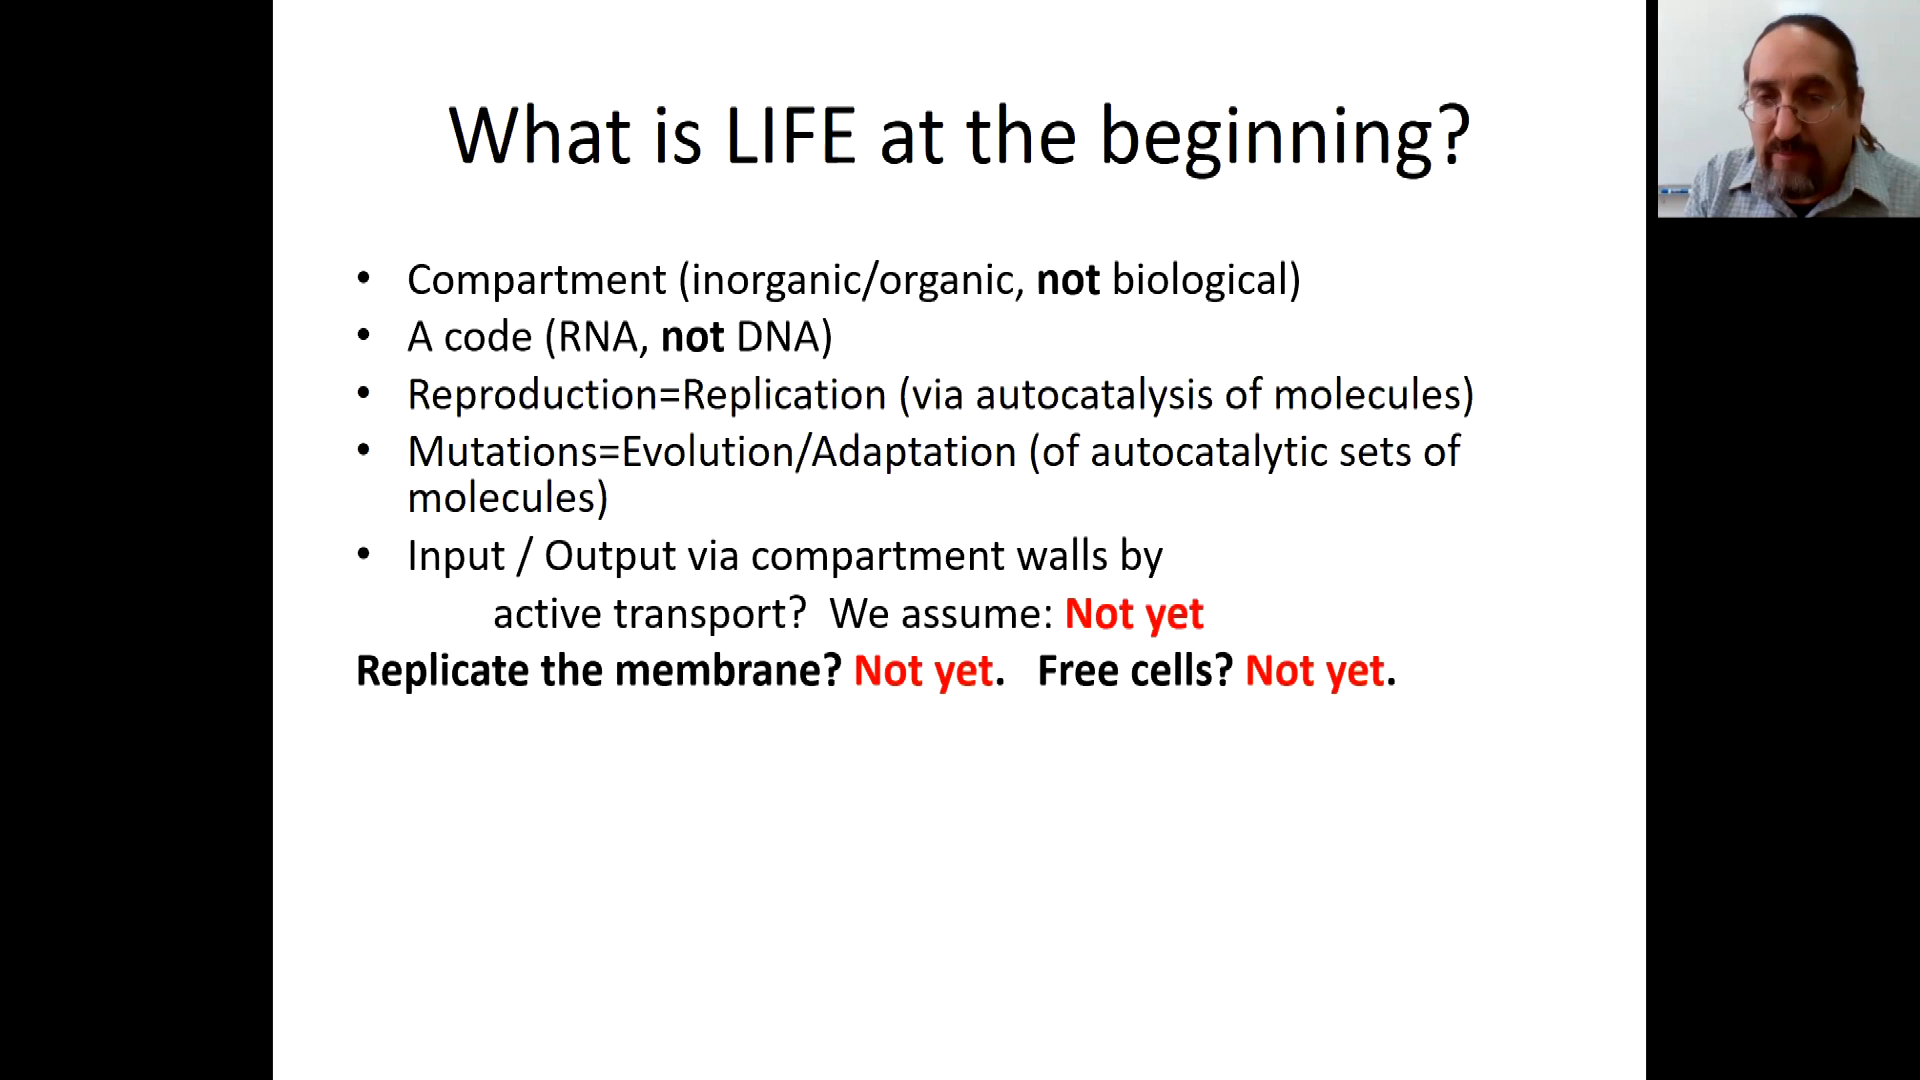 What is LIFE at the beginning?
• Compartment (inorganic/organic, not biological)
• A code (RNA, not DNA)
• Reproduction=Replication (via autocatalysis of molecules)
• Mutations=Evolution/Adaptation (of autocatalytic sets of
molecules)
• Input / Output via compartment walls by
active transport? We assume: Not yet
Replicate the membrane? Not yet. Free cells? Not yet.